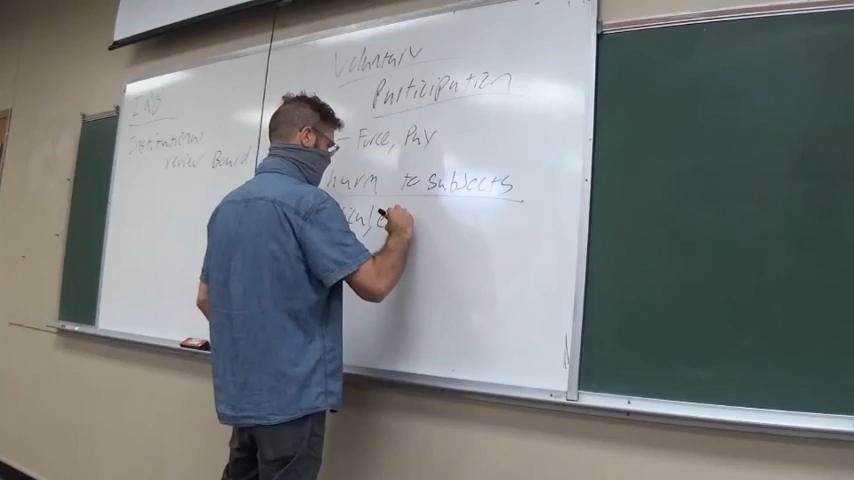 IRB
Institutional
review Board
Voluntary
Participation
- Force, Pay
harm to subjects